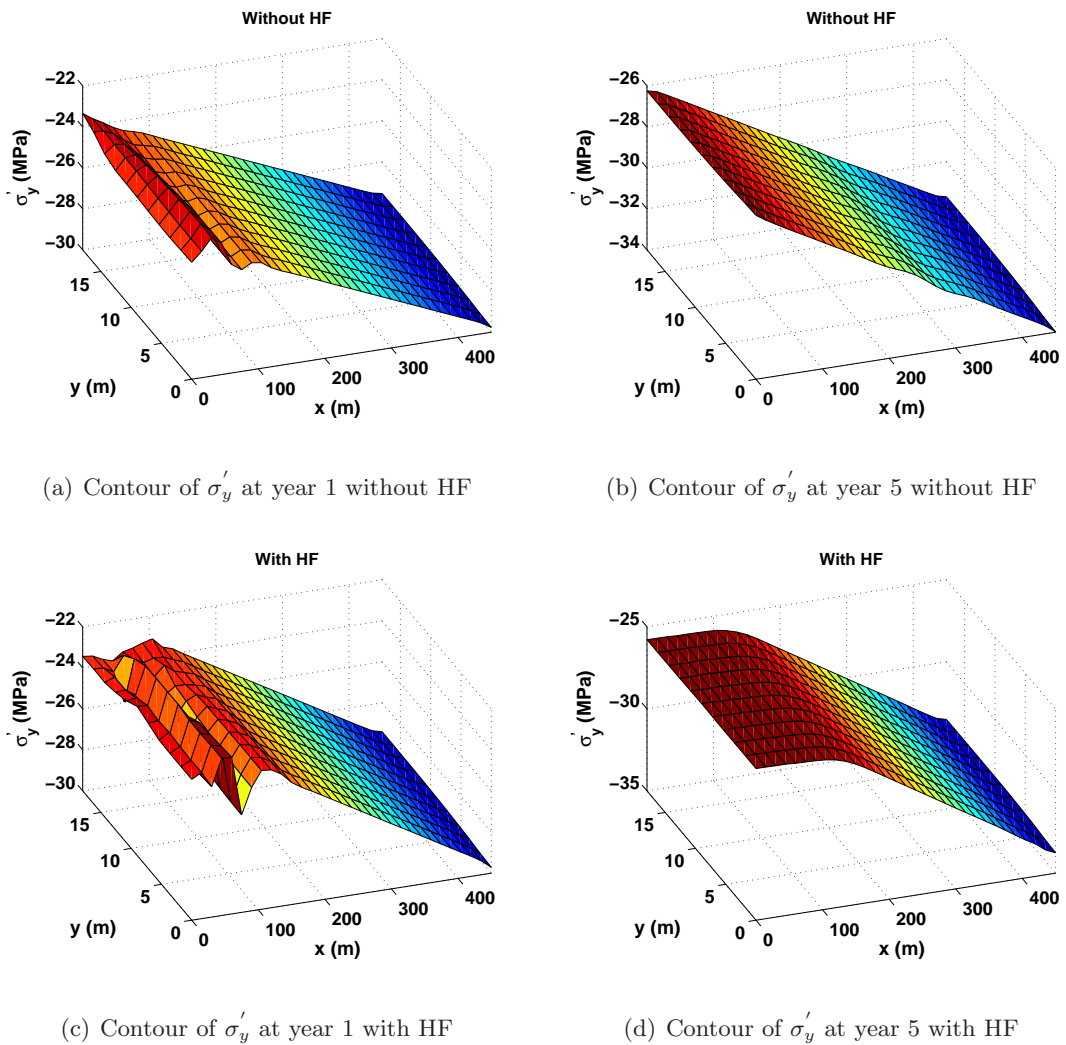 Without HF
−22
−24
−26
−28
−30
σ'y (MPa)
15
10
5
0
y (m)
0
100
200
300
400
x (m)
Without HF
−26
−28
−30
−32
−34
σ'y (MPa)
15
10
5
0
y (m)
0
100
200
300
400
x (m)
(a) Contour of σ'y at year 1 without HF
(b) Contour of σ'y at year 5 without HF
With HF
−22
−24
−26
−28
−30
σ'y (MPa)
15
10
5
0
y (m)
0
100
200
300
400
x (m)
With HF
−25
−30
−35
σ'y (MPa)
15
10
5
0
y (m)
0
100
200
300
400
x (m)
(c) Contour of σ'y at year 1 with HF
(d) Contour of σ'y at year 5 with HF